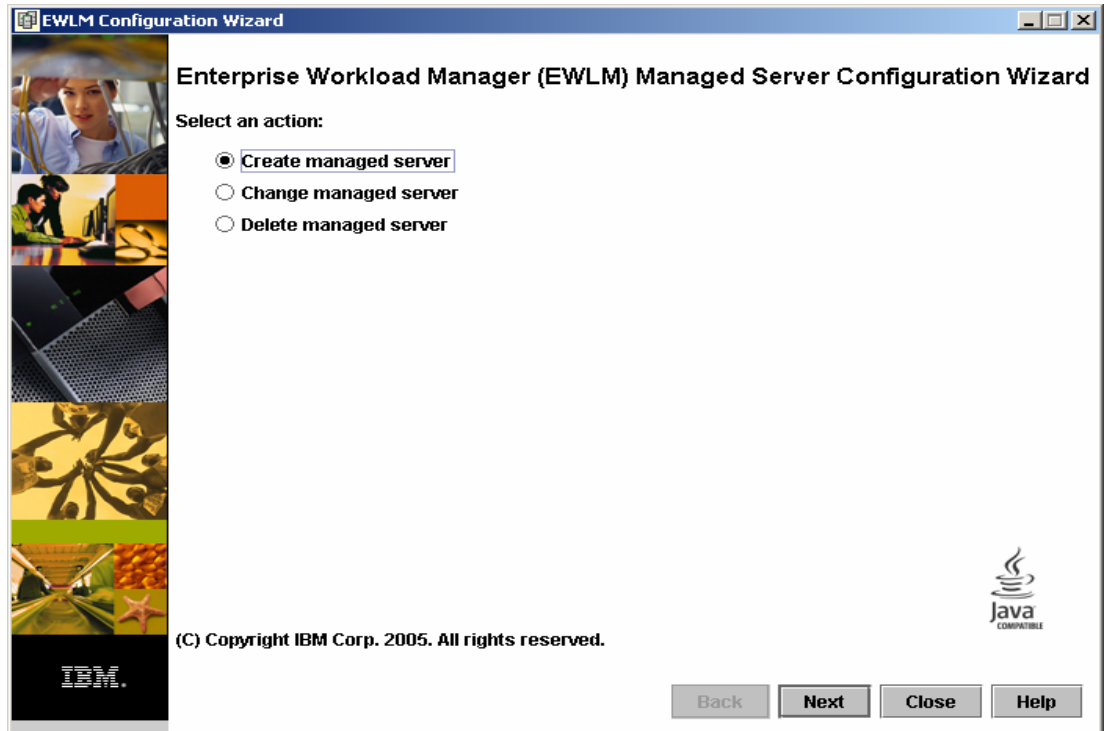 EWLM Configuration Wizard
Enterprise Workload Manager (EWLM) Managed Server Configuration Wizard
Select an action:
Create managed server
Change managed server
Delete managed server
Java
COMPATIBLE
(C) Copyright IBM Corp. 2005. All rights reserved.
IBM.
Back Next Close Help